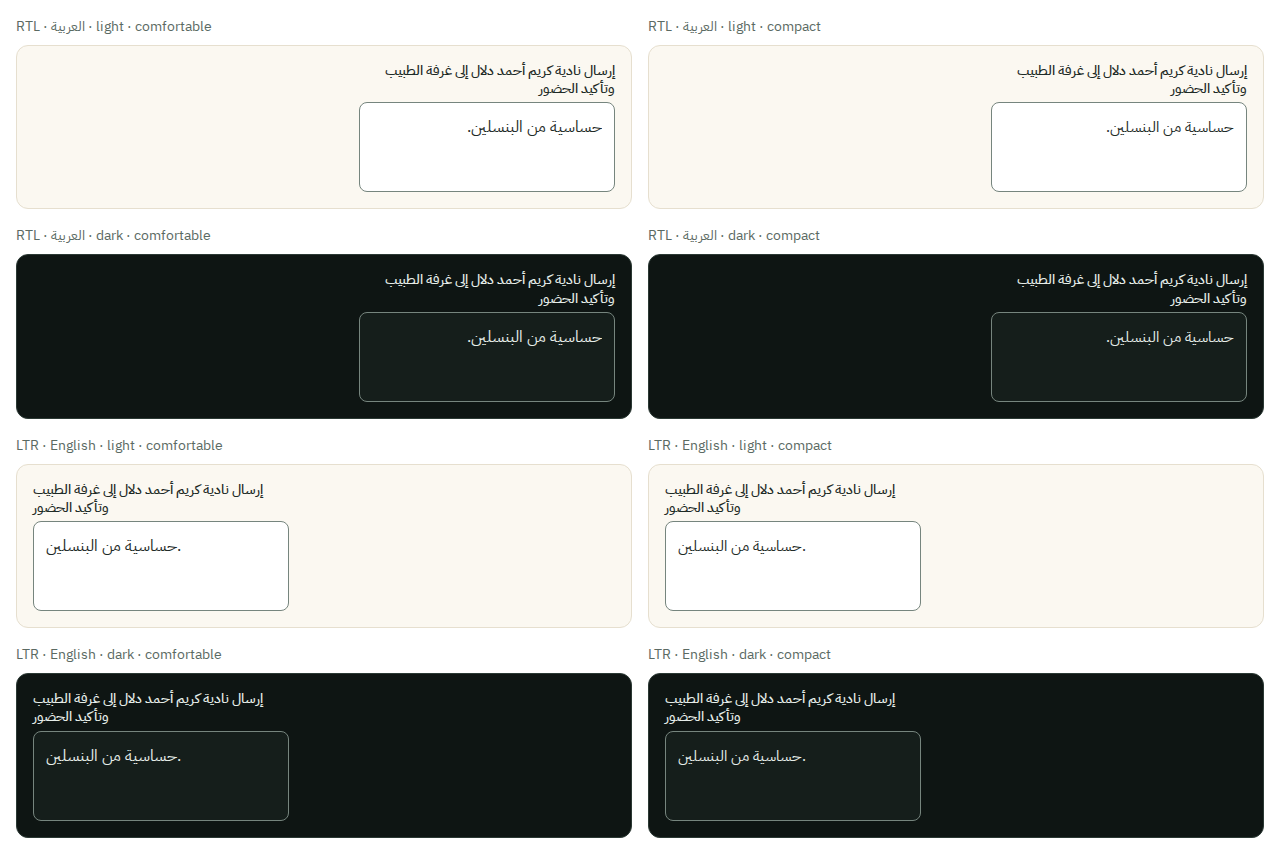 RTL · العربية · light · comfortable
إرسال نادية كريم أحمد دلال إلى غرفة الطبيب
وتأكيد الحضور
حساسية من البنسلين.
RTL · العربية · light · compact
إرسال نادية كريم أحمد دلال إلى غرفة الطبيب
وتأكيد الحضور
حساسية من البنسلين.
RTL · العربية · dark · comfortable
إرسال نادية كريم أحمد دلال إلى غرفة الطبيب
وتأكيد الحضور
حساسية من البنسلين.
RTL · العربية · dark · compact
إرسال نادية كريم أحمد دلال إلى غرفة الطبيب
وتأكيد الحضور
حساسية من البنسلين.
LTR · English · light · comfortable
إرسال نادية كريم أحمد دلال إلى غرفة الطبيب
وتأكيد الحضور
حساسية من البنسلين.
LTR · English · light · compact
إرسال نادية كريم أحمد دلال إلى غرفة الطبيب
وتأكيد الحضور
حساسية من البنسلين.
LTR · English · dark · comfortable
إرسال نادية كريم أحمد دلال إلى غرفة الطبيب
وتأكيد الحضور
حساسية من البنسلين.
LTR · English · dark · compact
إرسال نادية كريم أحمد دلال إلى غرفة الطبيب
وتأكيد الحضور
حساسية من البنسلين.